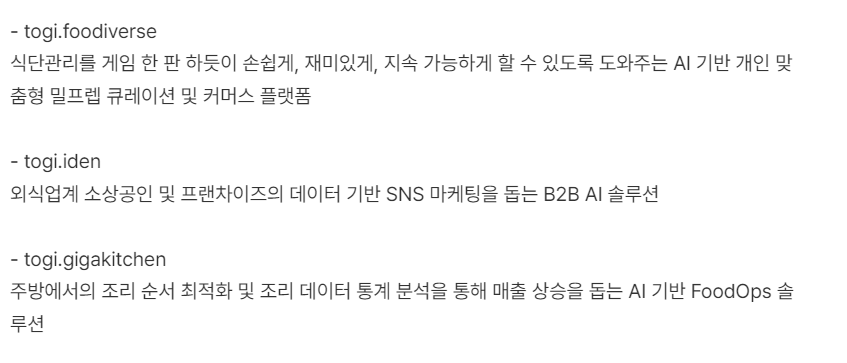 - togi.foodiverse
식단관리를 게임 한 판 하듯이 손쉽게, 재미있게, 지속 가능하게 할 수 있도록 도와주는 AI 기반 개인 맞
춤형 밀프렙 큐레이션 및 커머스 플랫폼
- togi.iden
외식업계 소상공인 및 프랜차이즈의 데이터 기반 SNS 마케팅을 돕는 B2B AI 솔루션
- togi.gigakitchen
주방에서의 조리 순서 최적화 및 조리 데이터 통계 분석을 통해 매출 상승을 돕는 AI 기반 FoodOps 솔
루션